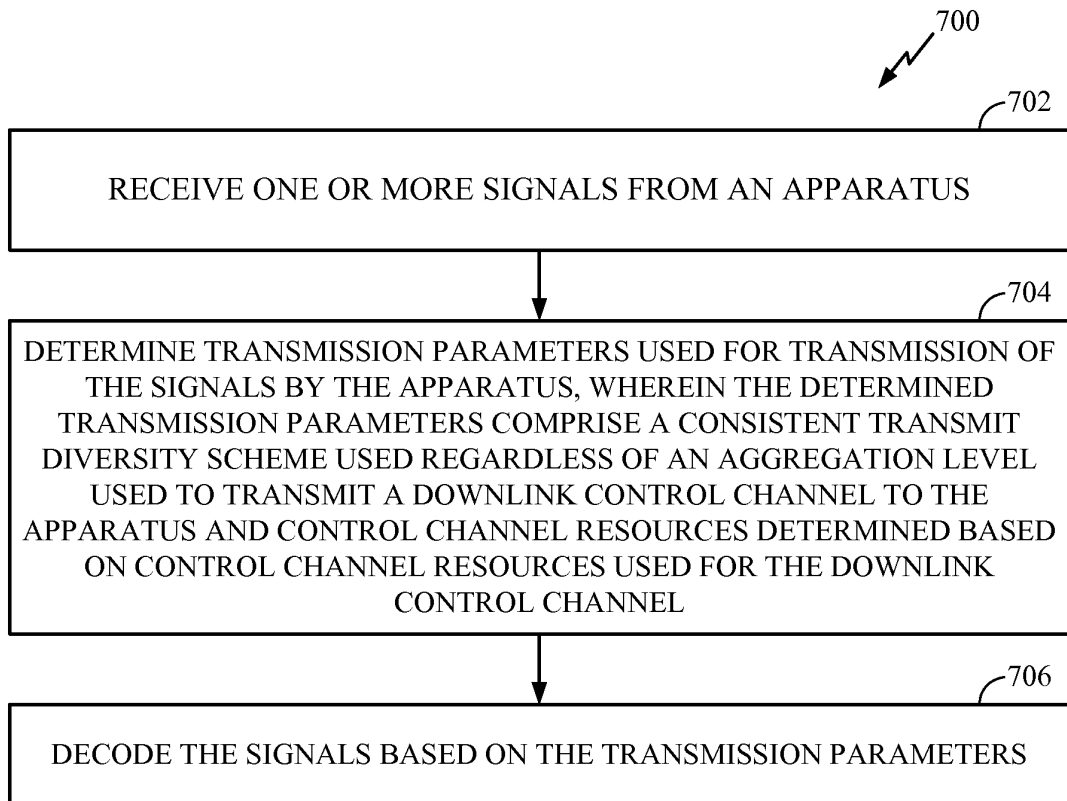 700
702
RECEIVE ONE OR MORE SIGNALS FROM AN APPARATUS
704
DETERMINE TRANSMISSION PARAMETERS USED FOR TRANSMISSION OF
THE SIGNALS BY THE APPARATUS, WHEREIN THE DETERMINED
TRANSMISSION PARAMETERS COMPRISE A CONSISTENT TRANSMIT
DIVERSITY SCHEME USED REGARDLESS OF AN AGGREGATION LEVEL
USED TO TRANSMIT A DOWNLINK CONTROL CHANNEL TO THE
APPARATUS AND CONTROL CHANNEL RESOURCES DETERMINED BASED
ON CONTROL CHANNEL RESOURCES USED FOR THE DOWNLINK
CONTROL CHANNEL
706
DECODE THE SIGNALS BASED ON THE TRANSMISSION PARAMETERS